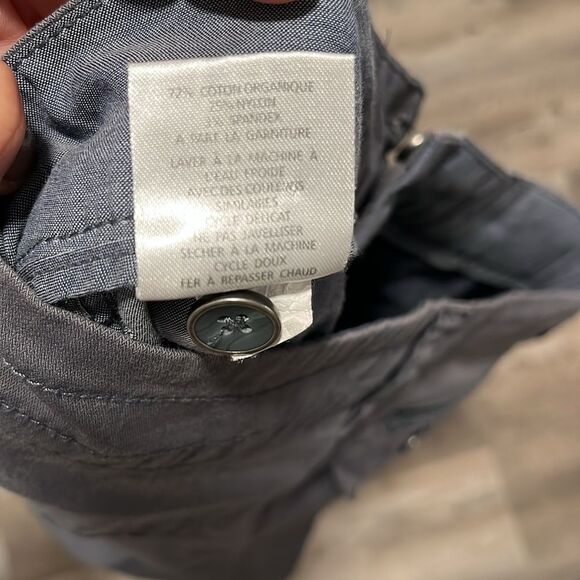 72% COTON ORGANIQUE
25% NYLON
3% SPANDEX
A PART LA GARNITURE
LAVER À LA MACHINE À
L'EAU FROIDE
AVEC DES COULEURS
SIMILAIRES
CYCLE DÉLICAT
NE PAS JAVELLISER
SÉCHER À LA MACHINE
CYCLE DOUX
FER À REPASSER CHAUD